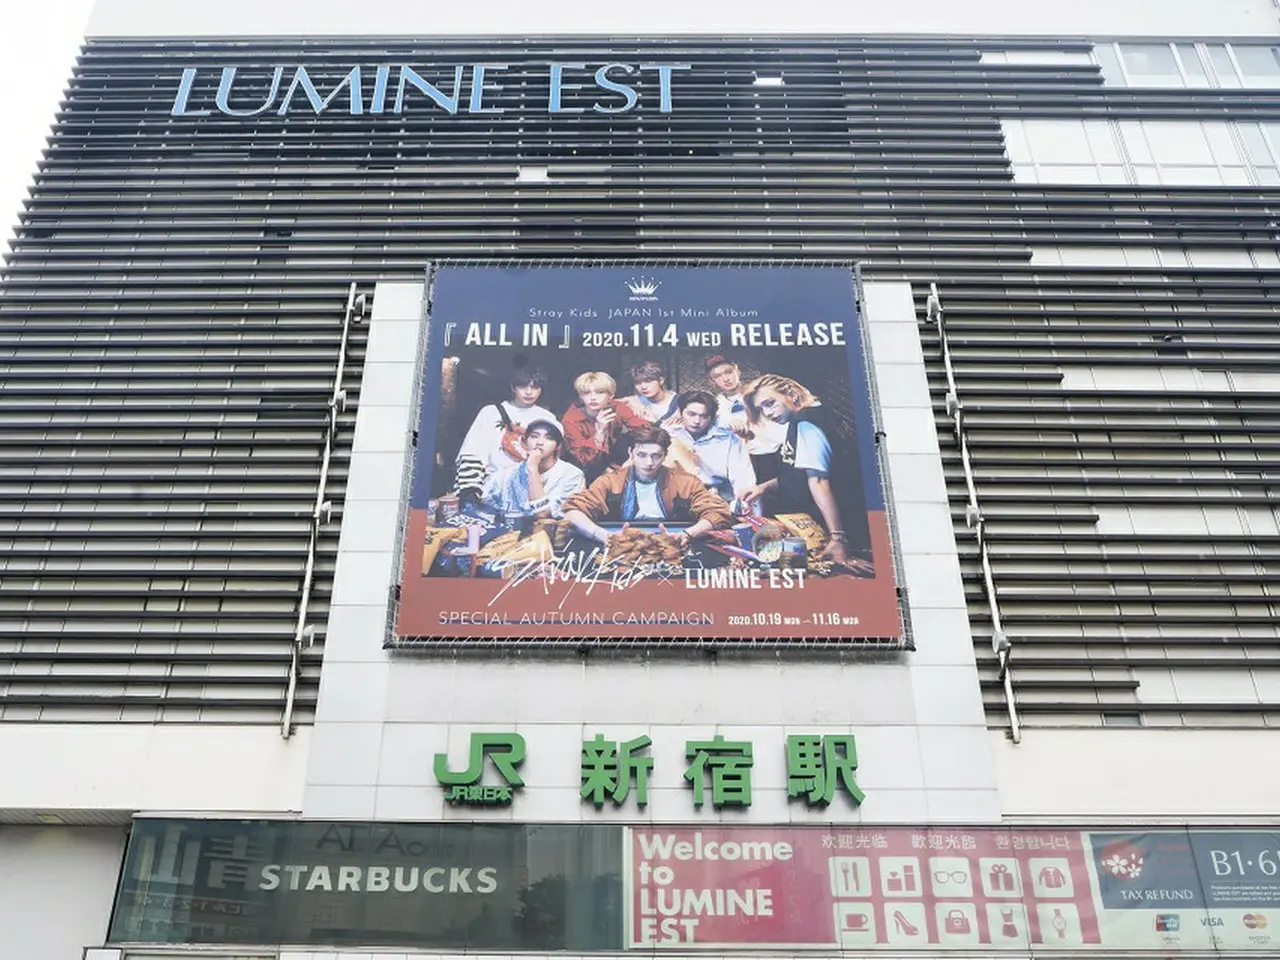 LUMINE EST
Stray Kids JAPAN 1st Mini Album
『 ALL IN 』 2020.11.4 WED RELEASE
Stray Kids × LUMINE EST
SPECIAL AUTUMN CAMPAIGN 2020.10.19 MON — 11.16 MON
JR 新宿駅
JR東日本
STARBUCKS
Welcome
to
LUMINE
EST
欢迎光临 歡迎光臨 환영합니다
TAX REFUND
B1·6
VISA